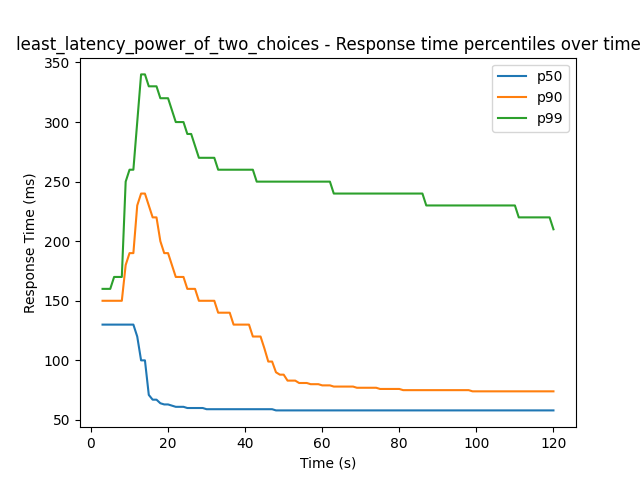 least_latency_power_of_two_choices - Response time percentiles over time
350
300
250
200
150
100
50
Response Time (ms)
p50
p90
p99
0 20 40 60 80 100 120
Time (s)